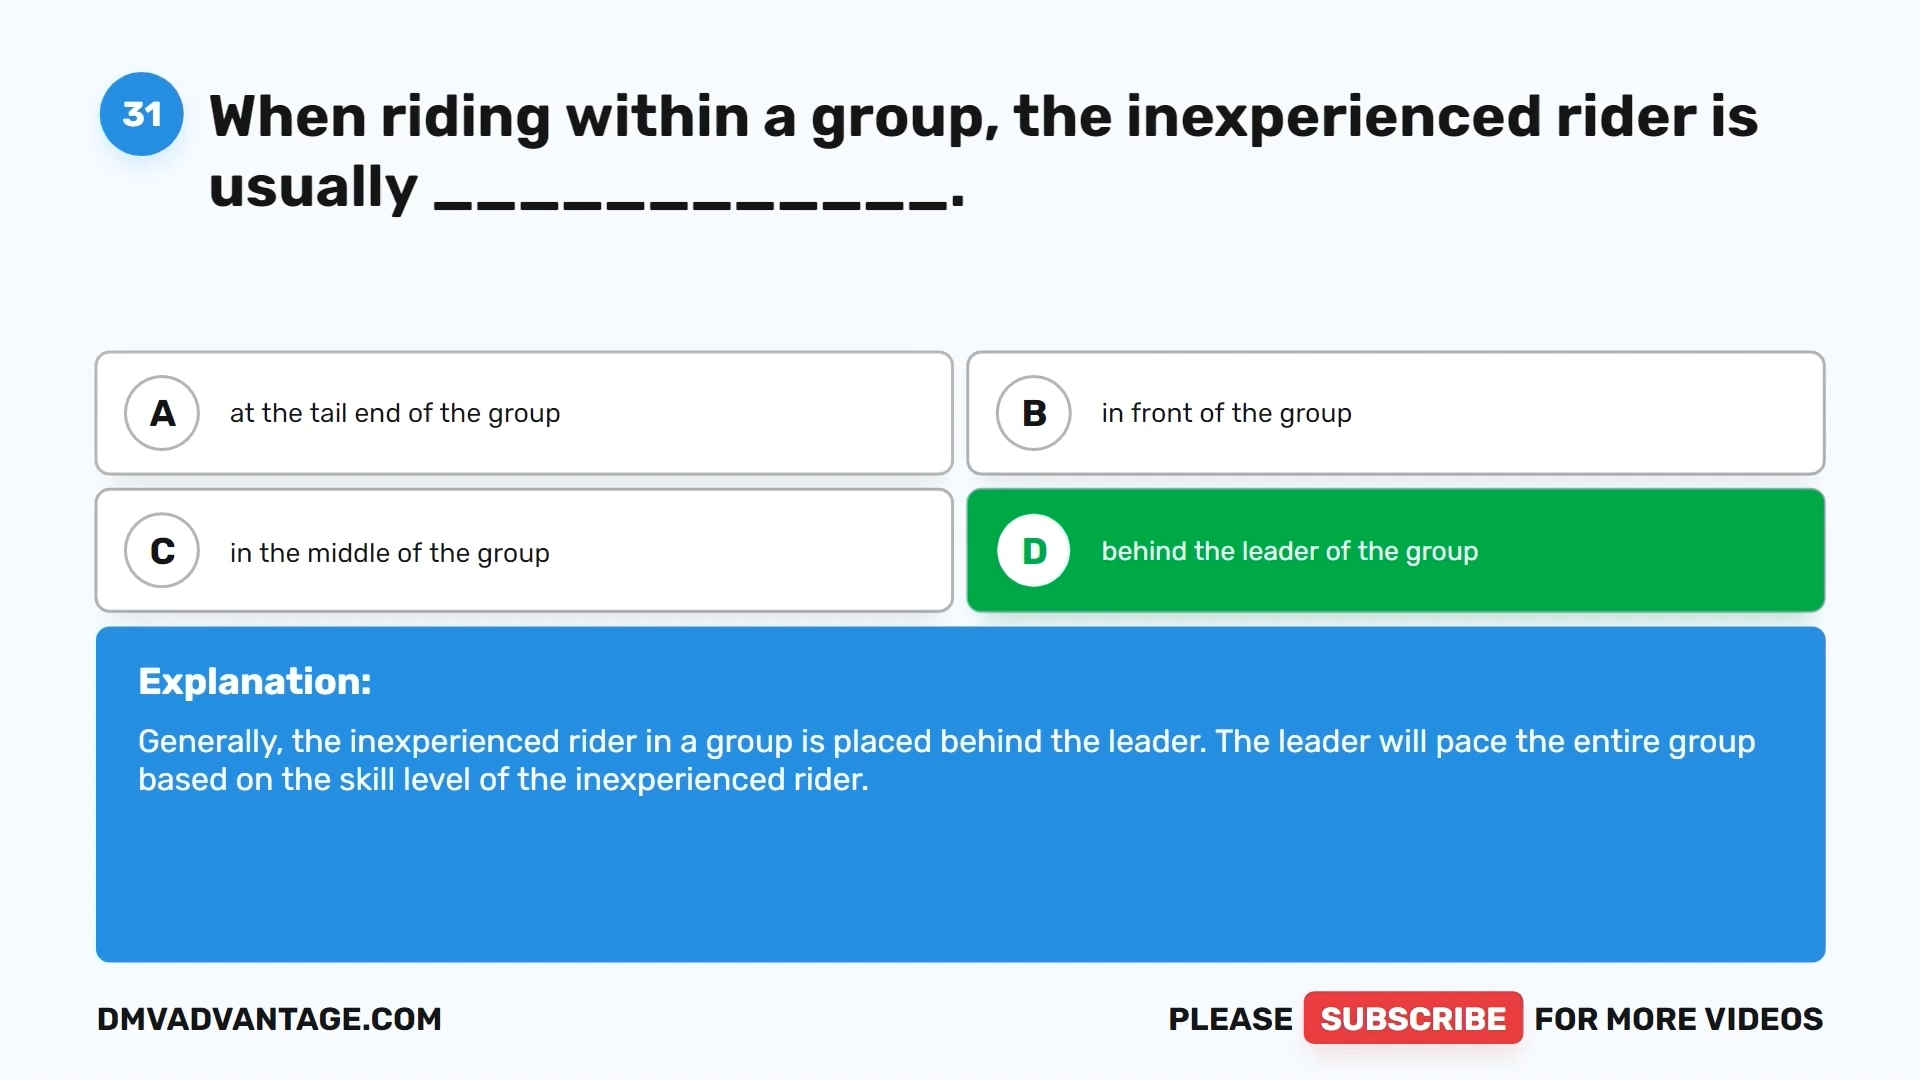 31
When riding within a group, the inexperienced rider is
usually _ _ _ _ _ _ _ _ _ _ _ _.
A at the tail end of the group
B in front of the group
C in the middle of the group
D behind the leader of the group
Explanation:
Generally, the inexperienced rider in a group is placed behind the leader. The leader will pace the entire group
based on the skill level of the inexperienced rider.
DMVADVANTAGE.COM
PLEASE SUBSCRIBE FOR MORE VIDEOS